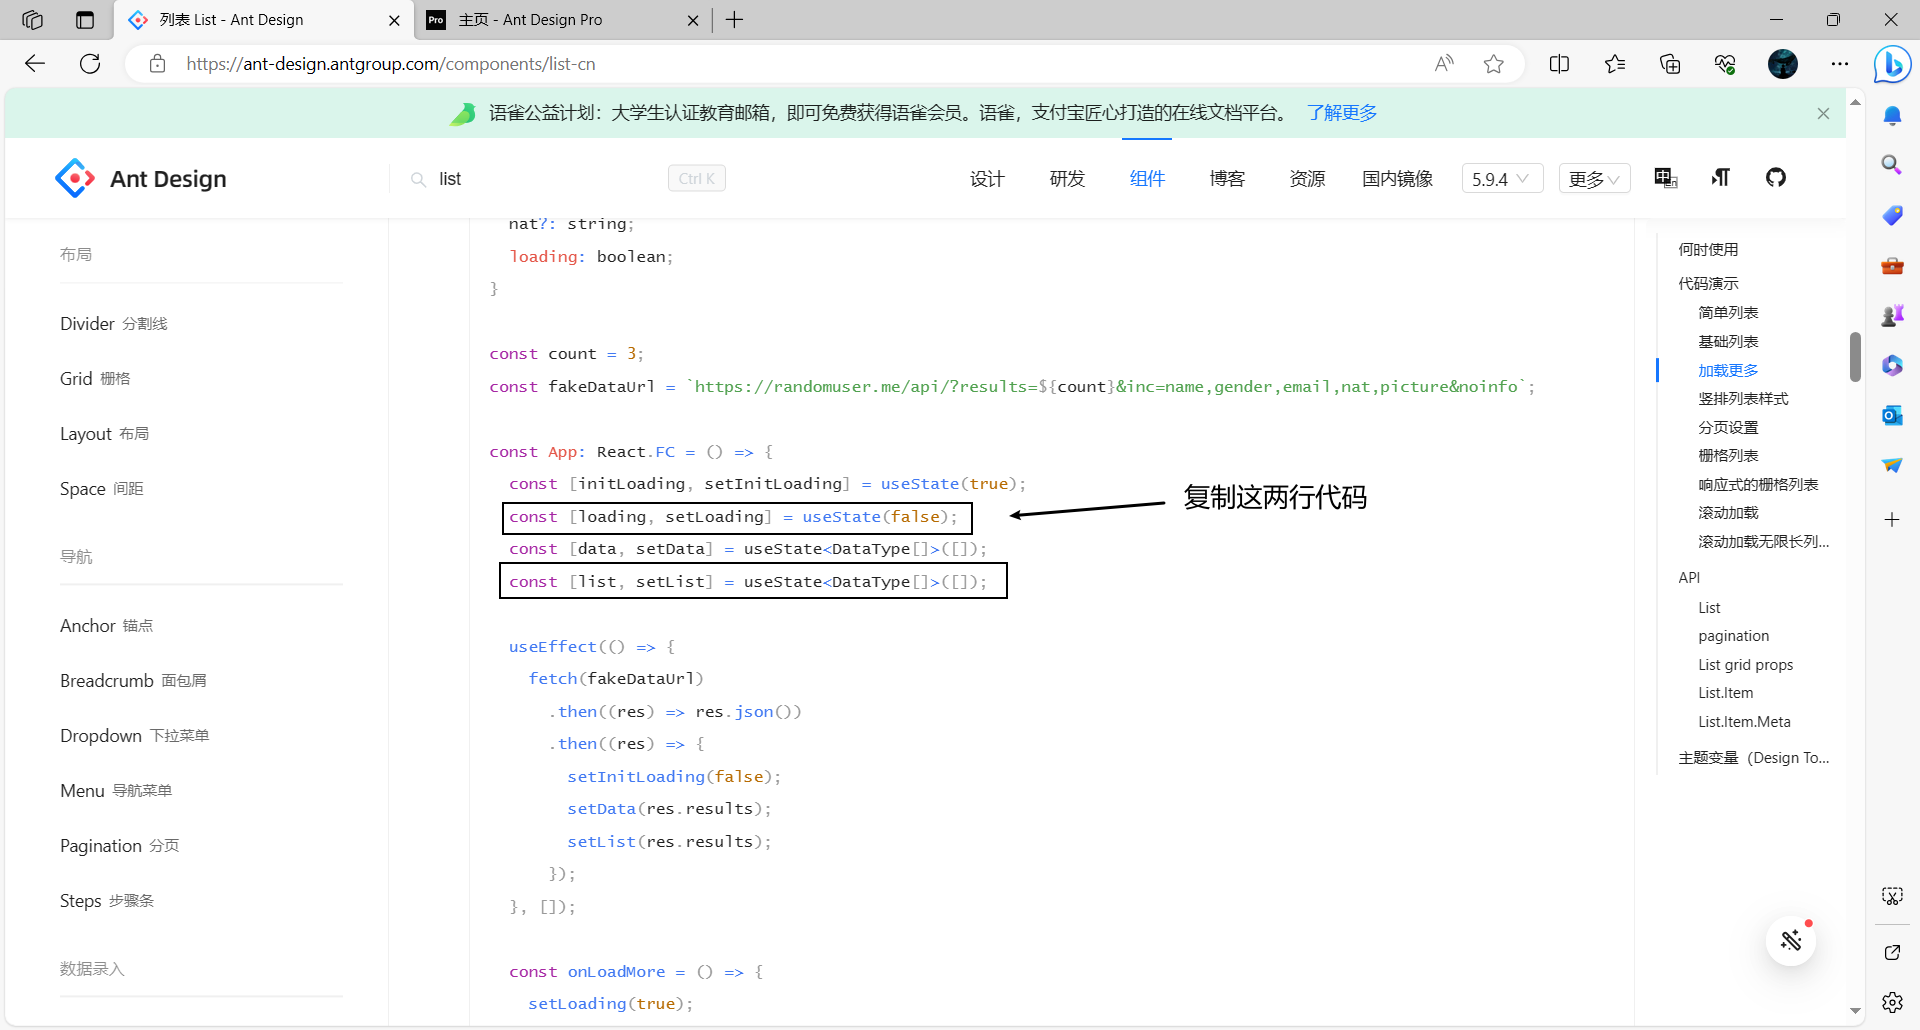 列表 List - Ant Design
Pro
主页 - Ant Design Pro
https://ant-design.antgroup.com/components/list-cn
语雀公益计划：大学生认证教育邮箱，即可免费获得语雀会员。语雀，支付宝匠心打造的在线文档平台。 了解更多
Ant Design
list
Ctrl K
设计
研发
组件
博客
资源
国内镜像
5.9.4
更多
中
布局
Divider 分割线
Grid 栅格
Layout 布局
Space 间距
导航
Anchor 锚点
Breadcrumb 面包屑
Dropdown 下拉菜单
Menu 导航菜单
Pagination 分页
Steps 步骤条
数据录入
nat?: string;
loading: boolean;
}
const count = 3;
const fakeDataUrl = `https://randomuser.me/api/?results=${count}&inc=name,gender,email,nat,picture&noinfo`;
const App: React.FC = () => {
const [initLoading, setInitLoading] = useState(true);
const [loading, setLoading] = useState(false);
复制这两行代码
const [data, setData] = useState<DataType[]>([]);
const [list, setList] = useState<DataType[]>([]);
useEffect(() => {
fetch(fakeDataUrl)
.then((res) => res.json())
.then((res) => {
setInitLoading(false);
setData(res.results);
setList(res.results);
});
}, []);
const onLoadMore = () => {
setLoading(true);
何时使用
代码演示
简单列表
基础列表
加载更多
竖排列表样式
分页设置
栅格列表
响应式的栅格列表
滚动加载
滚动加载无限长列...
API
List
pagination
List grid props
List.Item
List.Item.Meta
主题变量（Design To...